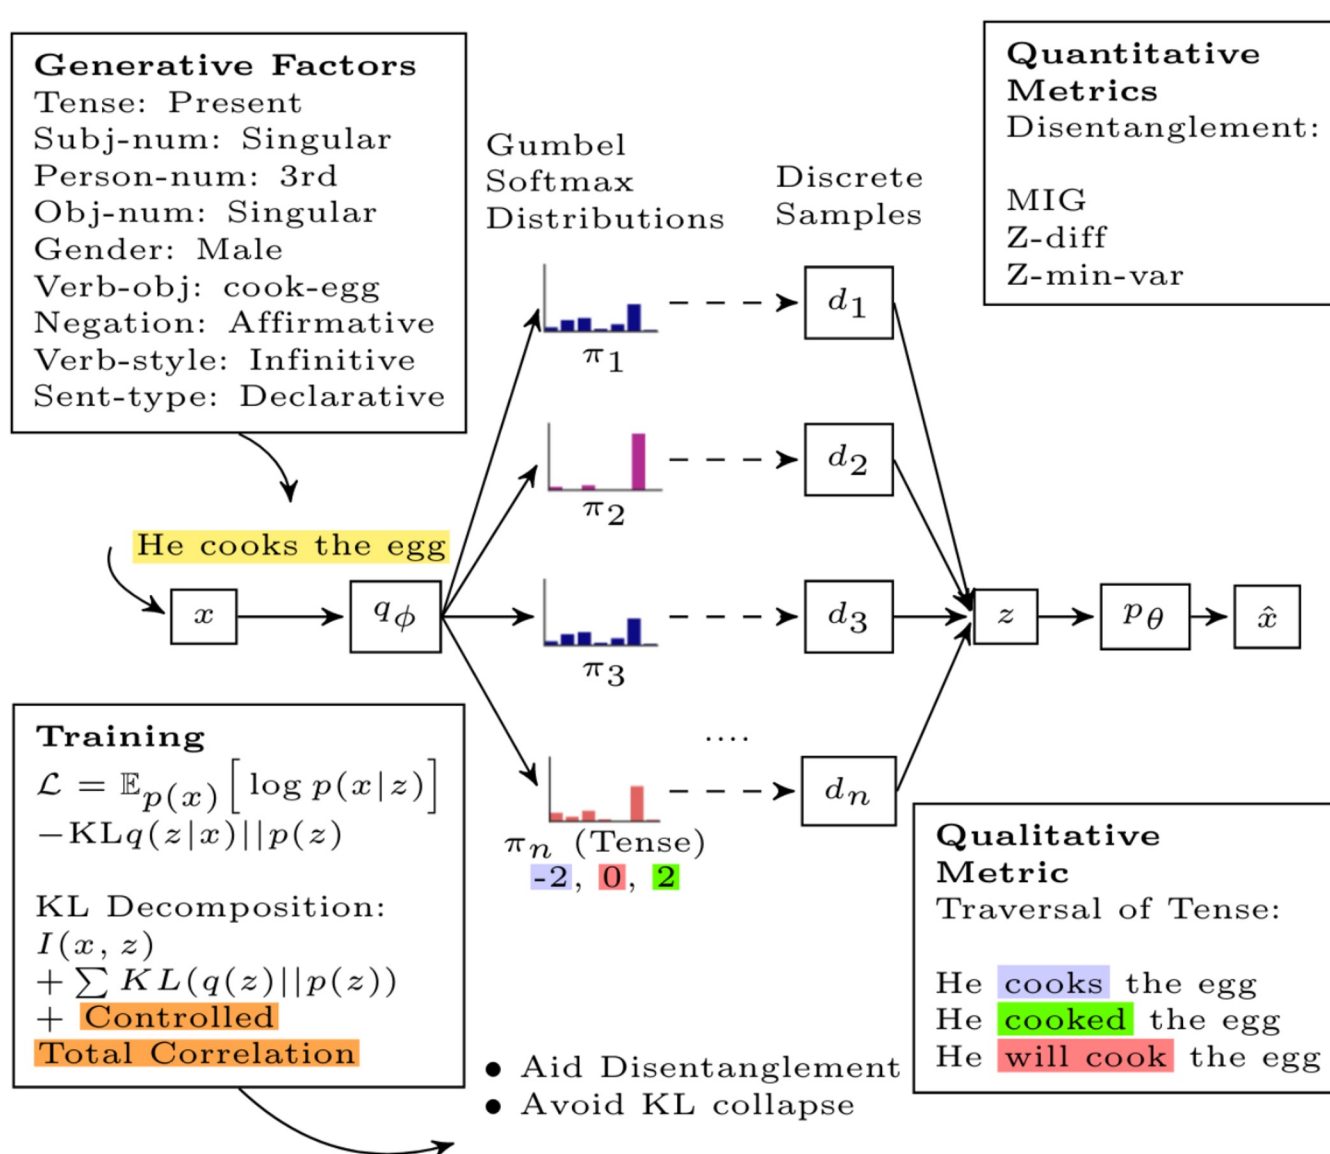 Generative Factors
Tense: Present
Subj-num: Singular
Person-num: 3rd
Obj-num: Singular
Gender: Male
Verb-obj: cook-egg
Negation: Affirmative
Verb-style: Infinitive
Sent-type: Declarative
Gumbel
Softmax
Distributions
Discrete
Samples
Quantitative
Metrics
Disentanglement:
MIG
Z-diff
Z-min-var
π1
d1
π2
d2
He cooks the egg
x
qϕ
π3
d3
z
pθ
x̂
....
πn (Tense)
-2, 0, 2
dn
Training
ℒ = 𝔼p(x)[log p(x|z)]
−KLq(z|x)||p(z)
KL Decomposition:
I(x, z)
+ ∑ KL(q(z)||p(z))
+ Controlled
Total Correlation
• Aid Disentanglement
• Avoid KL collapse
Qualitative
Metric
Traversal of Tense:
He cooks the egg
He cooked the egg
He will cook the egg